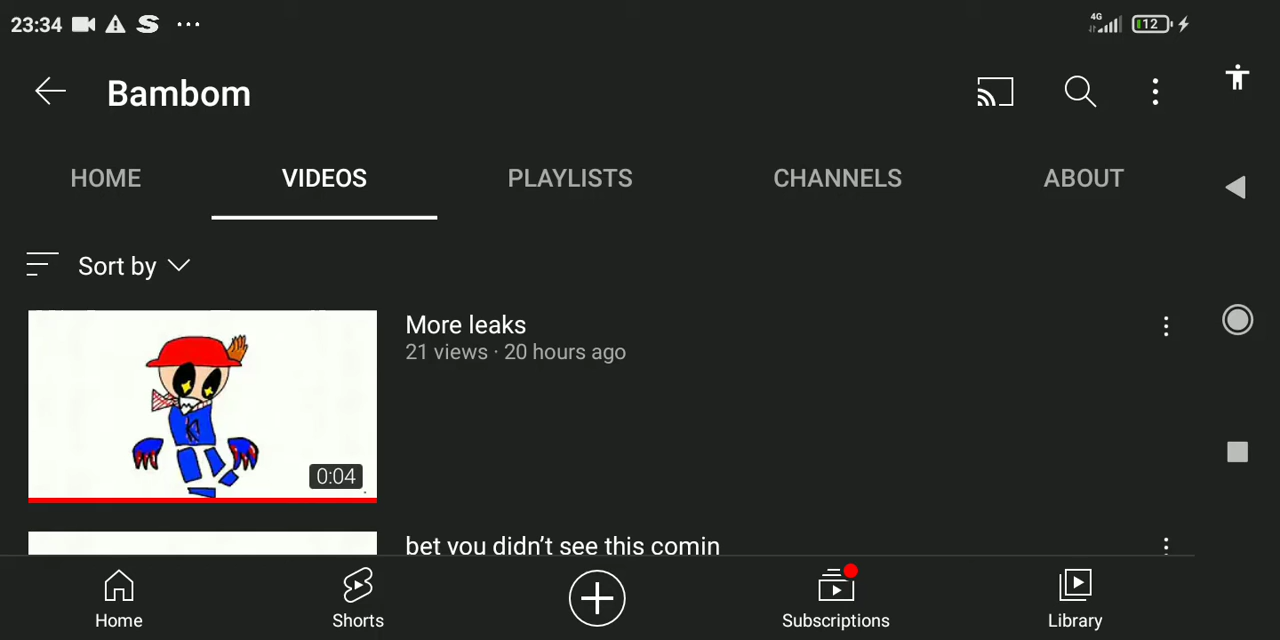 23:34
4G
12
Bambom
HOME
VIDEOS
PLAYLISTS
CHANNELS
ABOUT
Sort by
More leaks
21 views · 20 hours ago
0:04
bet you didn't see this comin
Home
Shorts
Subscriptions
Library